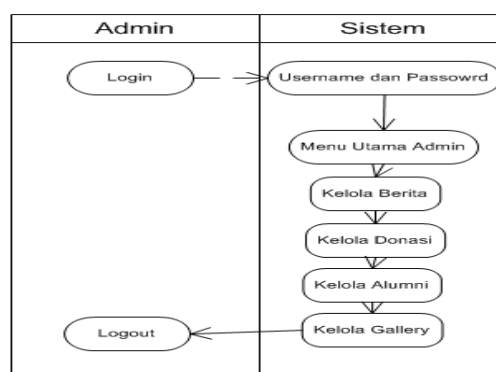 Admin
Sistem
Login
Username dan Passowrd
Menu Utama Admin
Kelola Berita
Kelola Donasi
Kelola Alumni
Kelola Gallery
Logout